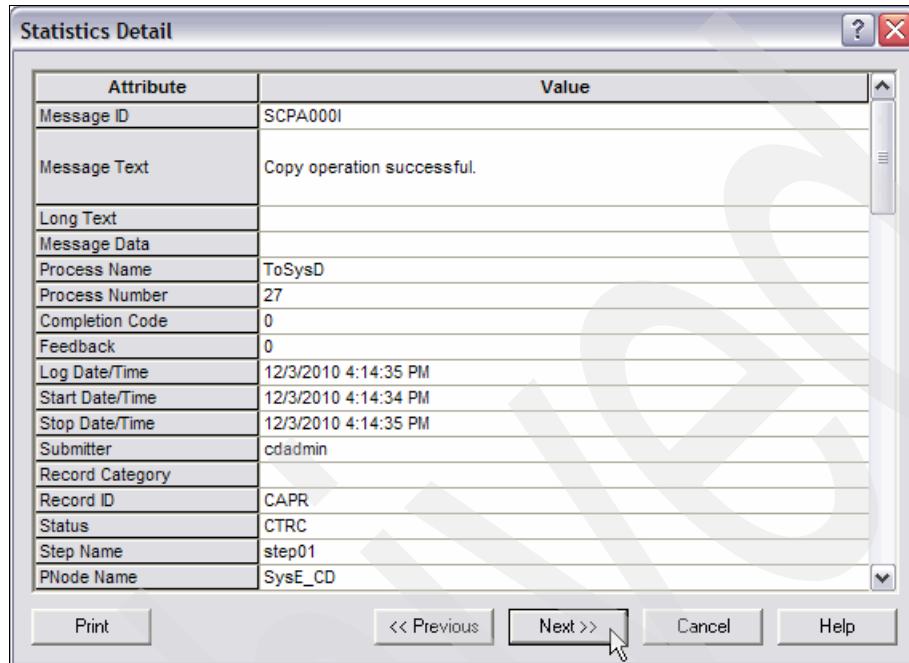 Statistics Detail
Attribute Value
Message ID SCPA000I
Message Text Copy operation successful.
Long Text
Message Data
Process Name ToSysD
Process Number 27
Completion Code 0
Feedback 0
Log Date/Time 12/3/2010 4:14:35 PM
Start Date/Time 12/3/2010 4:14:34 PM
Stop Date/Time 12/3/2010 4:14:35 PM
Submitter cdadmin
Record Category
Record ID CAPR
Status CTRC
Step Name step01
PNode Name SysE_CD
Print << Previous Next >> Cancel Help